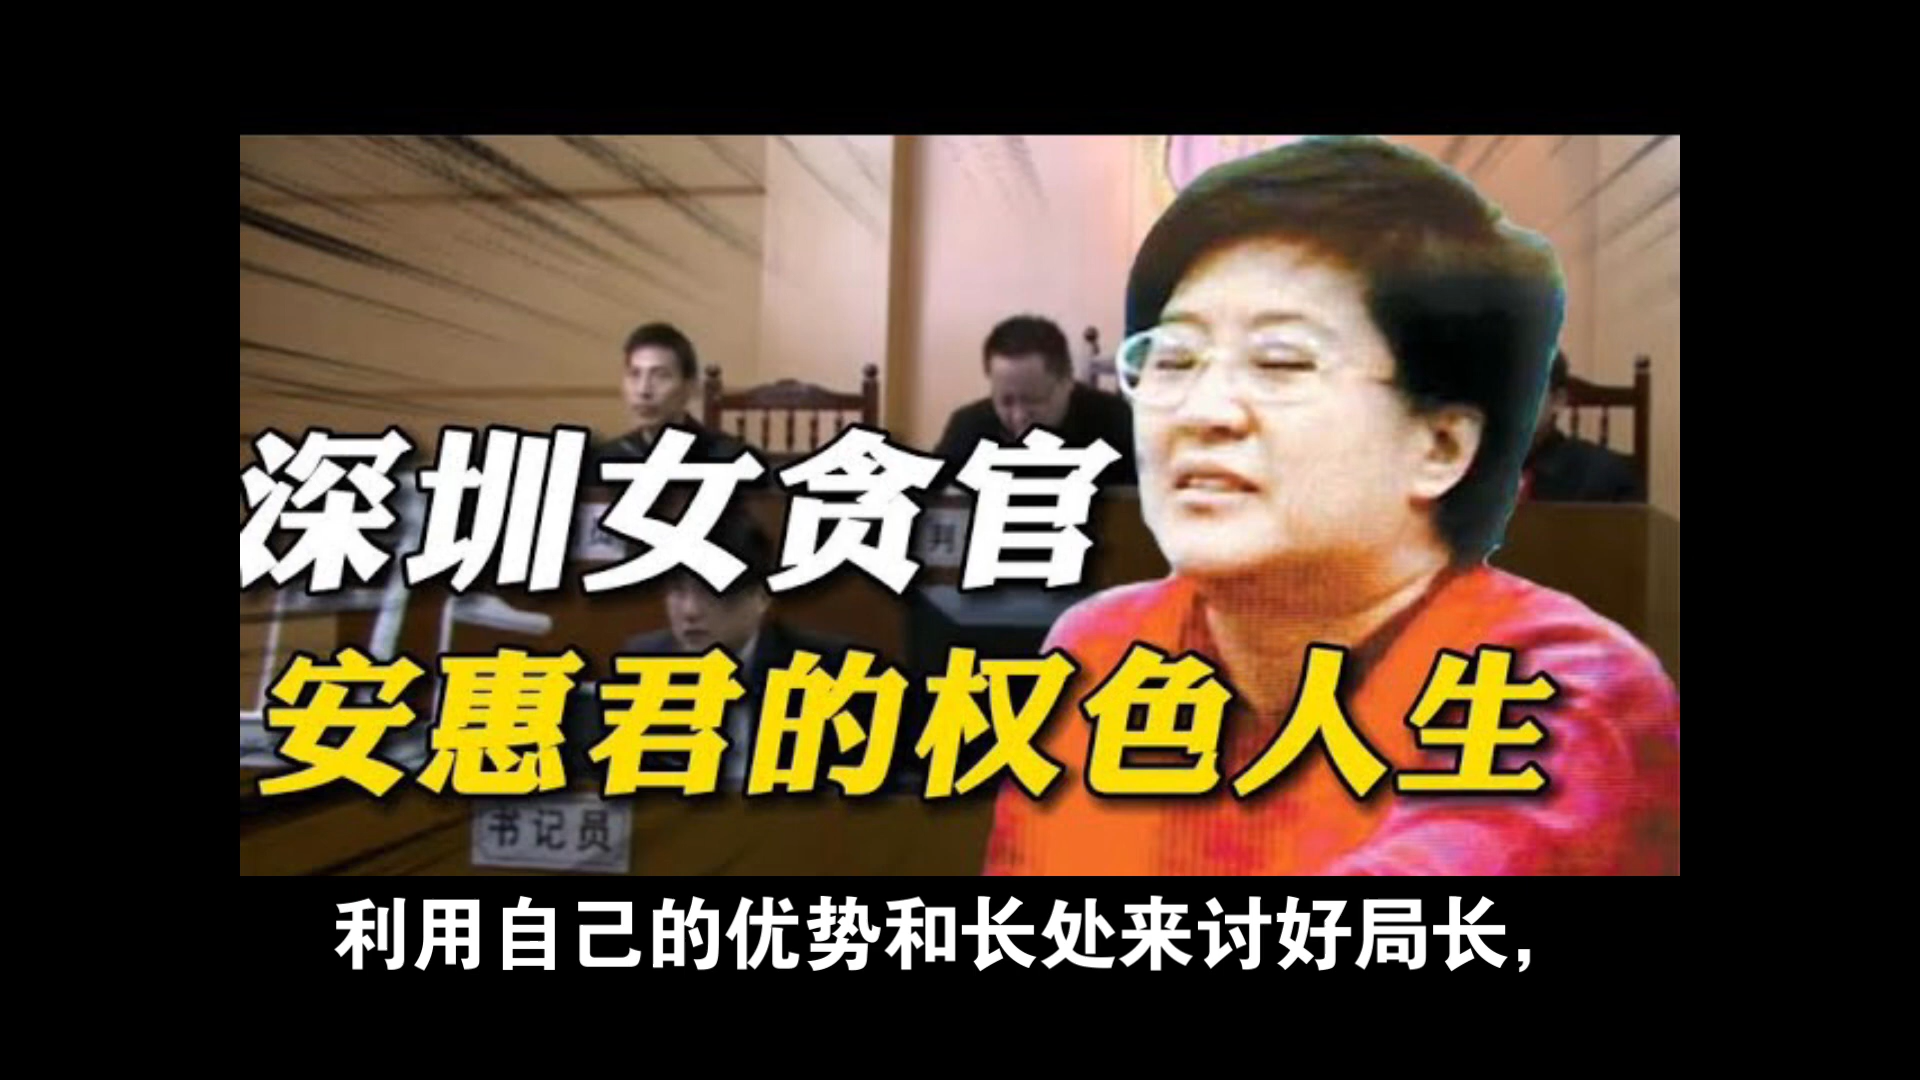 深圳女贪官
判
安惠君的权色人生
书记员
利用自己的优势和长处来讨好局长，